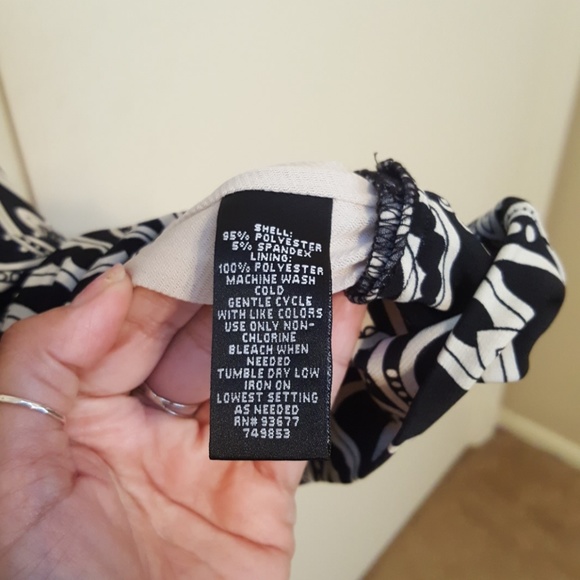 SHELL:
95% POLYESTER
5% SPANDEX
LINING:
100% POLYESTER
MACHINE WASH
COLD
GENTLE CYCLE
WITH LIKE COLORS
USE ONLY NON-
CHLORINE
BLEACH WHEN
NEEDED
TUMBLE DRY LOW
IRON ON
LOWEST SETTING
AS NEEDED
RN# 93677
749853